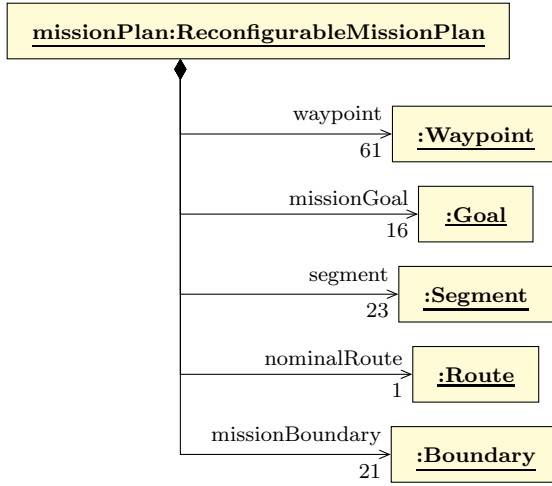 missionPlan:ReconfigurableMissionPlan
waypoint
61
:Waypoint
missionGoal
16
:Goal
segment
23
:Segment
nominalRoute
1
:Route
missionBoundary
21
:Boundary